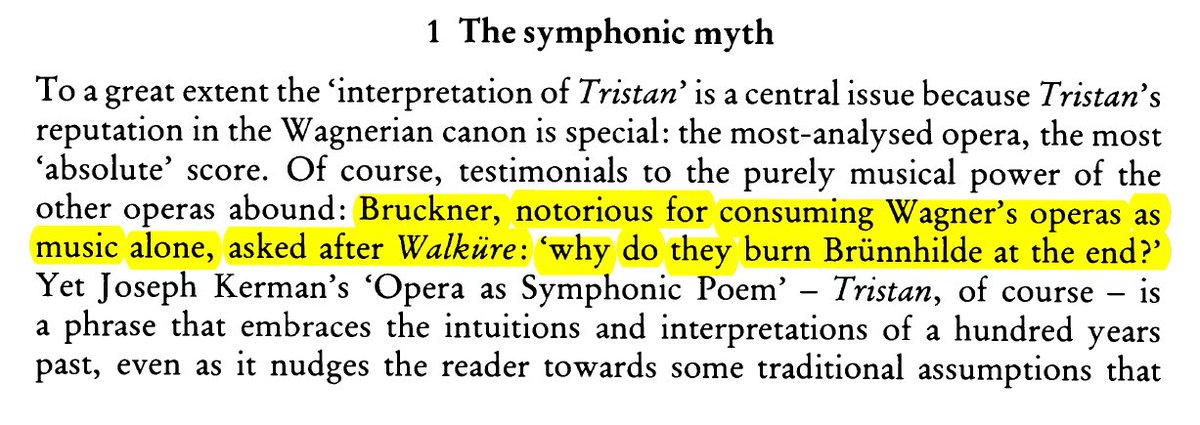 1 The symphonic myth
To a great extent the ‘interpretation of Tristan’ is a central issue because Tristan’s
reputation in the Wagnerian canon is special: the most-analysed opera, the most
‘absolute’ score. Of course, testimonials to the purely musical power of the
other operas abound: Bruckner, notorious for consuming Wagner’s operas as
music alone, asked after Walküre: ‘why do they burn Brünnhilde at the end?’
Yet Joseph Kerman’s ‘Opera as Symphonic Poem’ – Tristan, of course – is
a phrase that embraces the intuitions and interpretations of a hundred years
past, even as it nudges the reader towards some traditional assumptions that